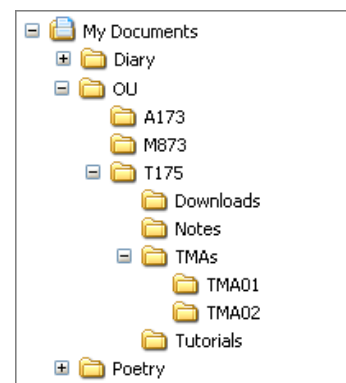 My Documents
Diary
OU
A173
M873
T175
Downloads
Notes
TMAs
TMA01
TMA02
Tutorials
Poetry